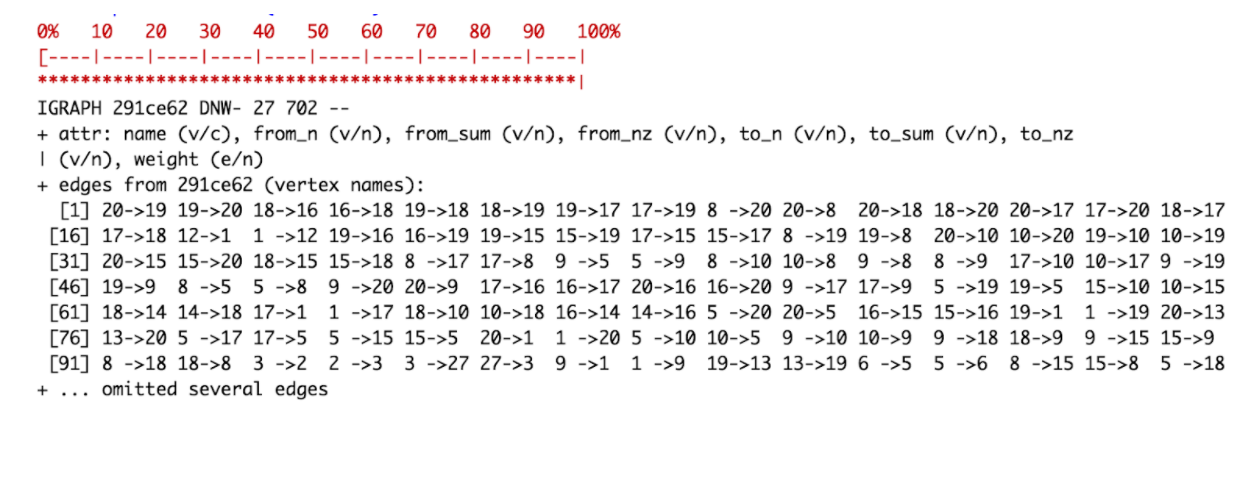 0%   10   20   30   40   50   60   70   80   90   100%
[----|----|----|----|----|----|----|----|----|----|
**************************************************|
IGRAPH 291ce62 DNW- 27 702 --
+ attr: name (v/c), from_n (v/n), from_sum (v/n), from_nz (v/n), to_n (v/n), to_sum (v/n), to_nz
| (v/n), weight (e/n)
+ edges from 291ce62 (vertex names):
  [1] 20->19 19->20 18->16 16->18 19->18 18->19 19->17 17->19 8 ->20 20->8  20->18 18->20 20->17 17->20 18->17
 [16] 17->18 12->1  1 ->12 19->16 16->19 19->15 15->19 17->15 15->17 8 ->19 19->8  20->10 10->20 19->10 10->19
 [31] 20->15 15->20 18->15 15->18 8 ->17 17->8  9 ->5  5 ->9  8 ->10 10->8  9 ->8  8 ->9  17->10 10->17 9 ->19
 [46] 19->9  8 ->5  5 ->8  9 ->20 20->9  17->16 16->17 20->16 16->20 9 ->17 17->9  5 ->19 19->5  15->10 10->15
 [61] 18->14 14->18 17->1  1 ->17 18->10 10->18 16->14 14->16 5 ->20 20->5  16->15 15->16 19->1  1 ->19 20->13
 [76] 13->20 5 ->17 17->5  5 ->15 15->5  20->1  1 ->20 5 ->10 10->5  9 ->10 10->9  9 ->18 18->9  9 ->15 15->9
 [91] 8 ->18 18->8  3 ->2  2 ->3  3 ->27 27->3  9 ->1  1 ->9  19->13 13->19 6 ->5  5 ->6  8 ->15 15->8  5 ->18
+ ... omitted several edges